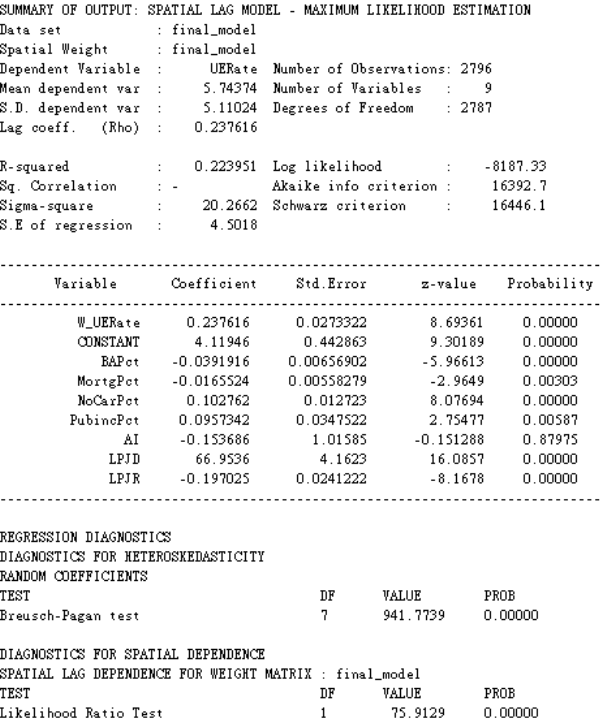 SUMMARY OF OUTPUT: SPATIAL LAG MODEL - MAXIMUM LIKELIHOOD ESTIMATION
Data set : final_model
Spatial Weight : final_model
Dependent Variable : UERate Number of Observations: 2796
Mean dependent var : 5.74374 Number of Variables : 9
S.D. dependent var : 5.11024 Degrees of Freedom : 2787
Lag coeff. (Rho) : 0.237616
R-squared : 0.223951 Log likelihood : -8187.33
Sq. Correlation : - Akaike info criterion : 16392.7
Sigma-square : 20.2662 Schwarz criterion : 16446.1
S.E of regression : 4.5018
Variable Coefficient Std.Error z-value Probability
W_UERate 0.237616 0.0273322 8.69361 0.00000
CONSTANT 4.11946 0.442863 9.30189 0.00000
BAPct -0.0391916 0.00656902 -5.96613 0.00000
MortgPct -0.0165524 0.00558279 -2.9649 0.00303
NoCarPct 0.102762 0.012723 8.07694 0.00000
PubincPct 0.0957342 0.0347522 2.75477 0.00587
AI -0.153686 1.01585 -0.151288 0.87975
LPJD 66.9536 4.1623 16.0857 0.00000
LPJR -0.197025 0.0241222 -8.1678 0.00000
REGRESSION DIAGNOSTICS
DIAGNOSTICS FOR HETEROSKEDASTICITY
RANDOM COEFFICIENTS
TEST DF VALUE PROB
Breusch-Pagan test 7 941.7739 0.00000
DIAGNOSTICS FOR SPATIAL DEPENDENCE
SPATIAL LAG DEPENDENCE FOR WEIGHT MATRIX : final_model
TEST DF VALUE PROB
Likelihood Ratio Test 1 75.9129 0.00000